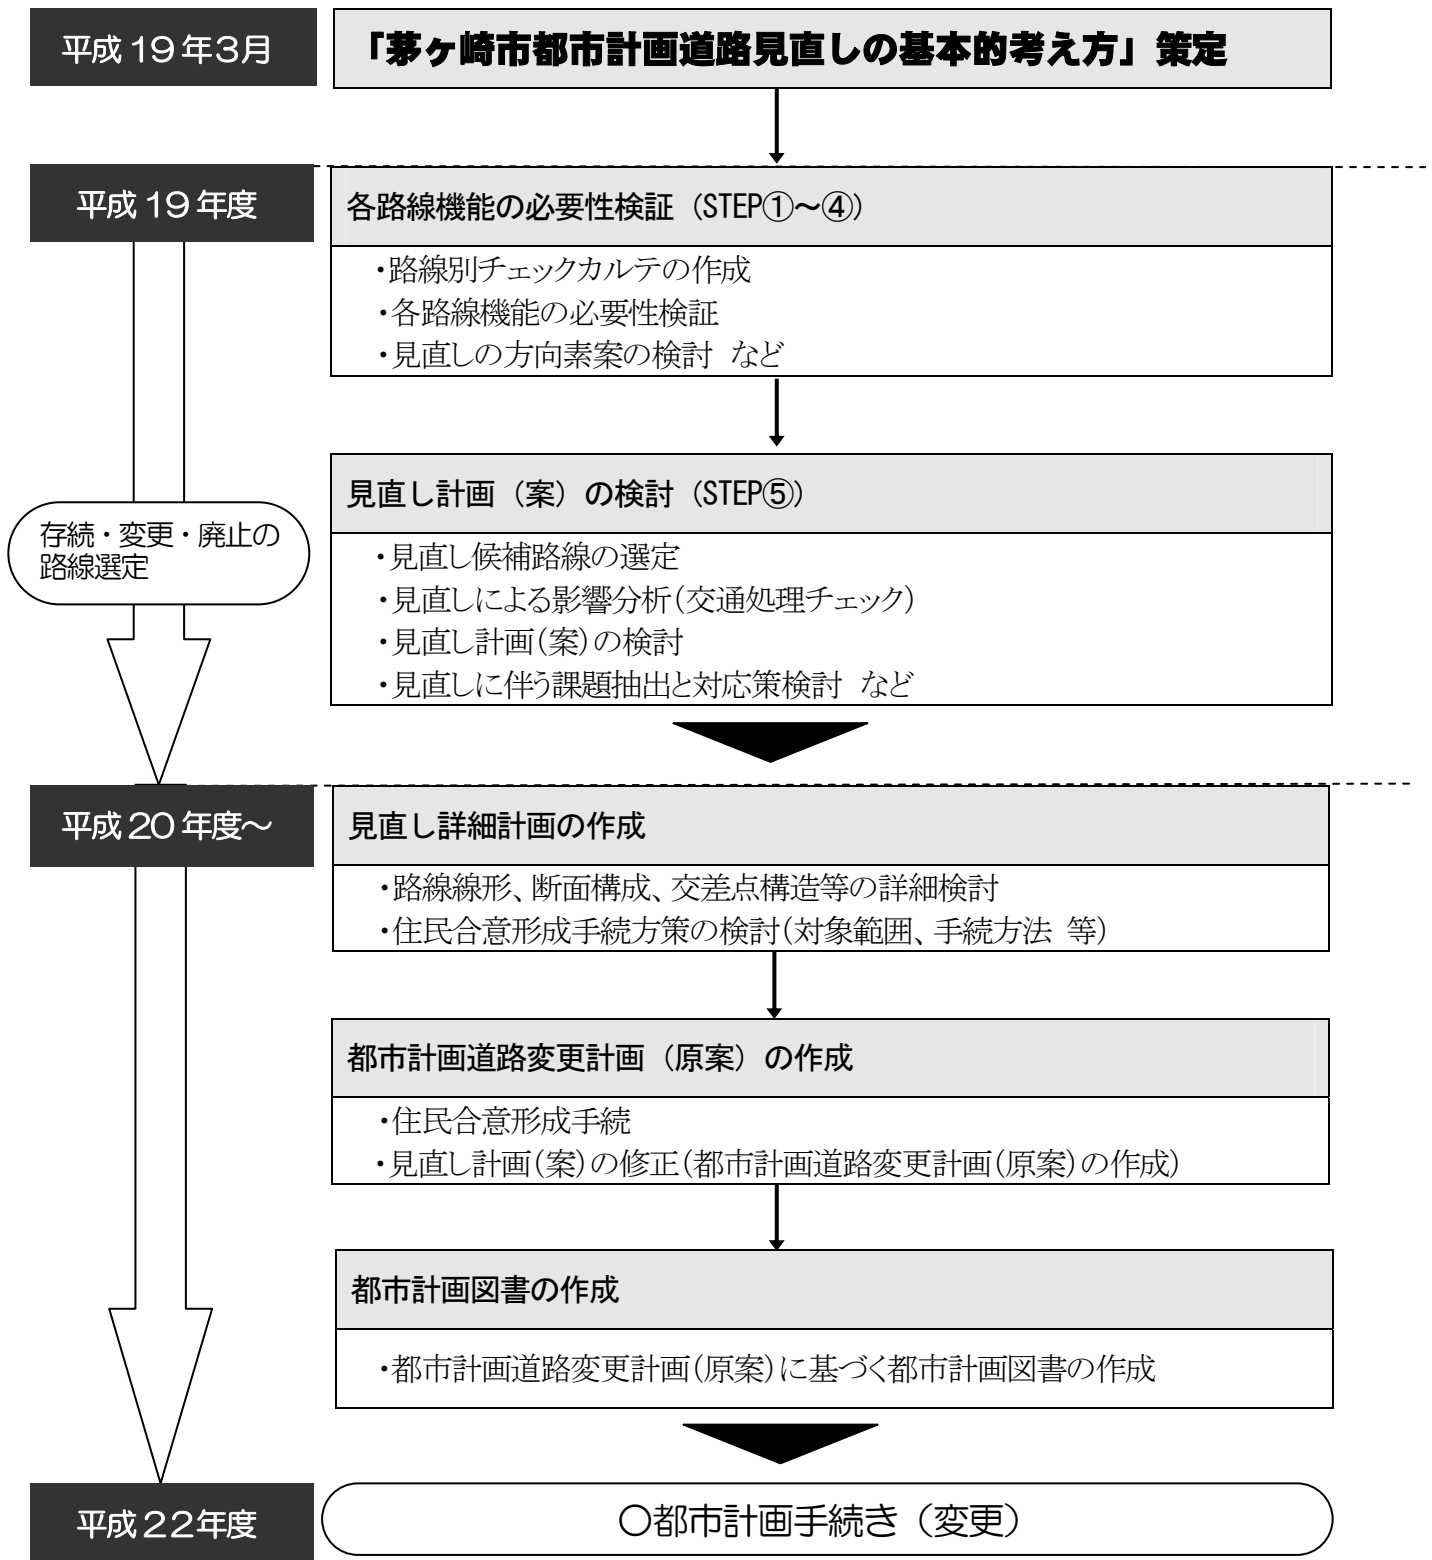 平成19年3月
「茅ヶ崎市都市計画道路見直しの基本的考え方」策定
平成19年度
各路線機能の必要性検証（STEP①～④）
・路線別チェックカルテの作成
・各路線機能の必要性検証
・見直しの方向素案の検討 など
見直し計画（案）の検討（STEP⑤）
・見直し候補路線の選定
・見直しによる影響分析（交通処理チェック）
・見直し計画（案）の検討
・見直しに伴う課題抽出と対応策検討 など
存続・変更・廃止の
路線選定
平成20年度～
見直し詳細計画の作成
・路線線形、断面構成、交差点構造等の詳細検討
・住民合意形成手続方策の検討（対象範囲、手続方法 等）
都市計画道路変更計画（原案）の作成
・住民合意形成手続
・見直し計画（案）の修正（都市計画道路変更計画（原案）の作成）
都市計画図書の作成
・都市計画道路変更計画（原案）に基づく都市計画図書の作成
平成22年度
○都市計画手続き（変更）